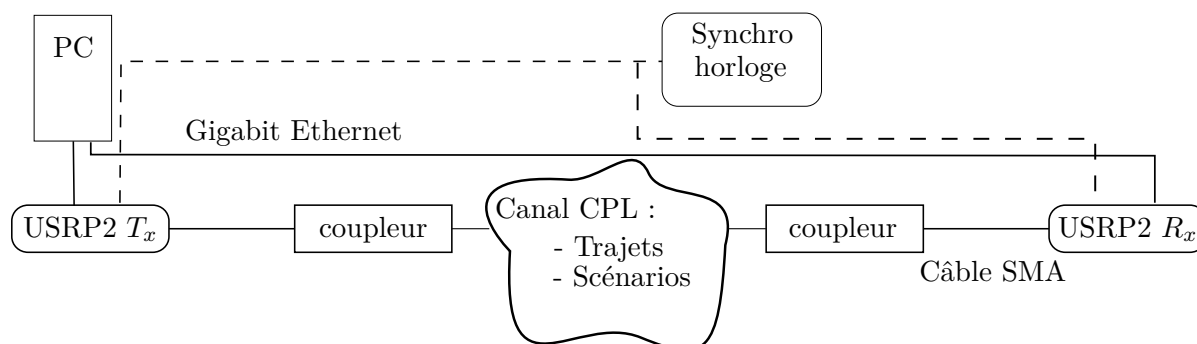 PC
Synchro
horloge
Gigabit Ethernet
USRP2 Tₓ
coupleur
Canal CPL :
- Trajets
- Scénarios
coupleur
USRP2 Rₓ
Câble SMA